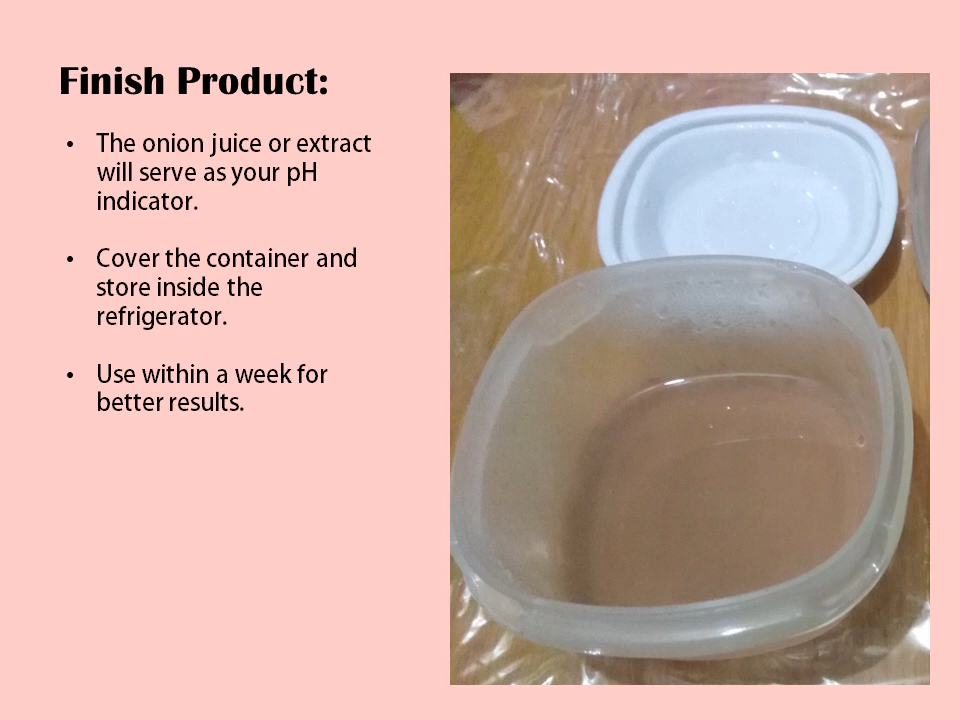 Finish Product:
• The onion juice or extract
will serve as your pH
indicator.
• Cover the container and
store inside the
refrigerator.
• Use within a week for
better results.